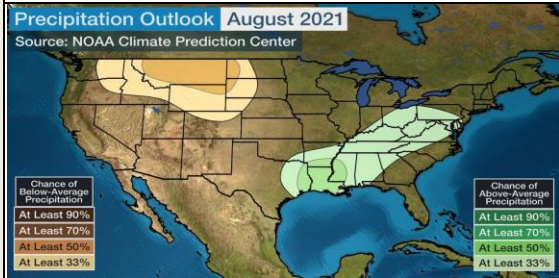 Precipitation Outlook August 2021
Source: NOAA Climate Prediction Center
Chance of
Below-Average
Precipitation
At Least 90%
At Least 70%
At Least 50%
At Least 33%
Chance of
Above-Average
Precipitation
At Least 90%
At Least 70%
At Least 50%
At Least 33%